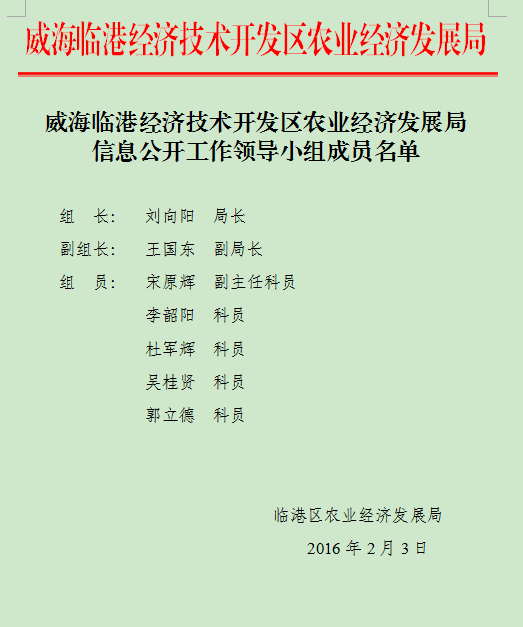 威海临港经济技术开发区农业经济发展局
威海临港经济技术开发区农业经济发展局
信息公开工作领导小组成员名单
组　长：　刘向阳　局长
副组长：　王国东　副局长
组　员：　宋原辉　副主任科员
李韶阳　科员
杜军辉　科员
吴桂贤　科员
郭立德　科员
临港区农业经济发展局
2016 年 2 月 3 日